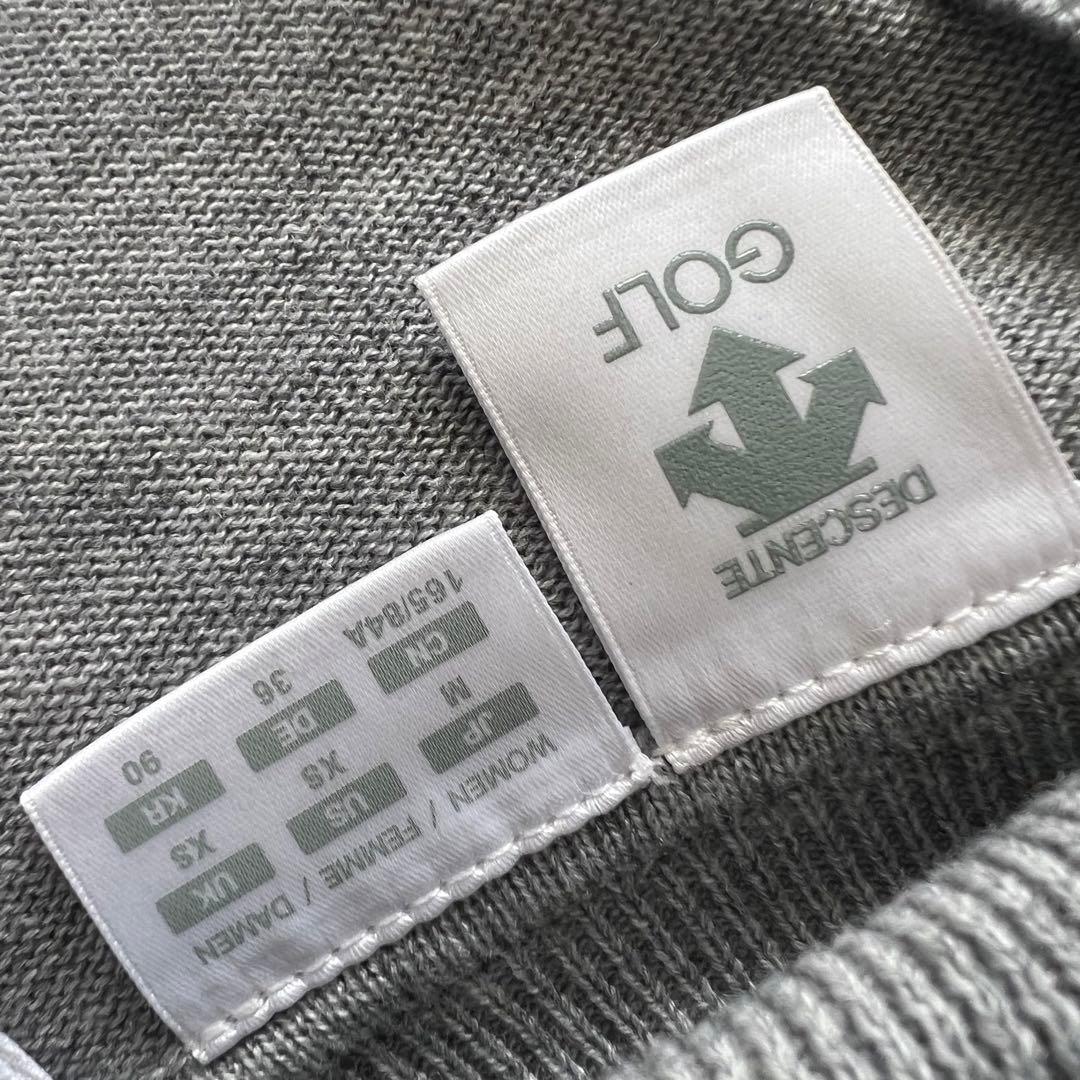 DESCENTE
GOLF
WOMEN / FEMME / DAMEN
JP US UK
M XS XS
CN DE KR
165/84A 36 90